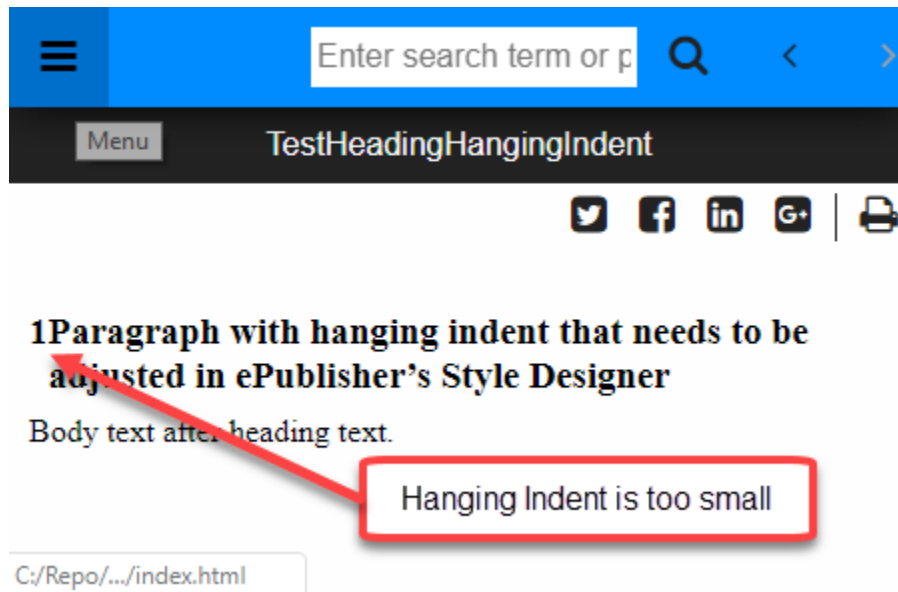 Enter search term or p
Menu
TestHeadingHangingIndent
1Paragraph with hanging indent that needs to be
adjusted in ePublisher’s Style Designer
Body text after heading text.
Hanging Indent is too small
C:/Repo/.../index.html